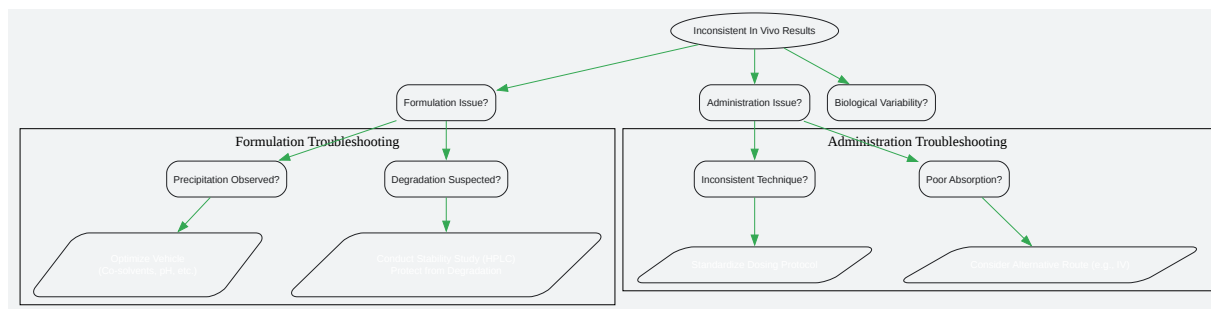 Inconsistent In Vivo Results
Formulation Issue?
Administration Issue?
Biological Variability?
Formulation Troubleshooting
Administration Troubleshooting
Precipitation Observed?
Degradation Suspected?
Inconsistent Technique?
Poor Absorption?
Optimize Vehicle
(Co-solvents, pH, etc.)
Conduct Stability Study (HPLC)
Protect from Degradation
Standardize Dosing Protocol
Consider Alternative Route (e.g., IV)